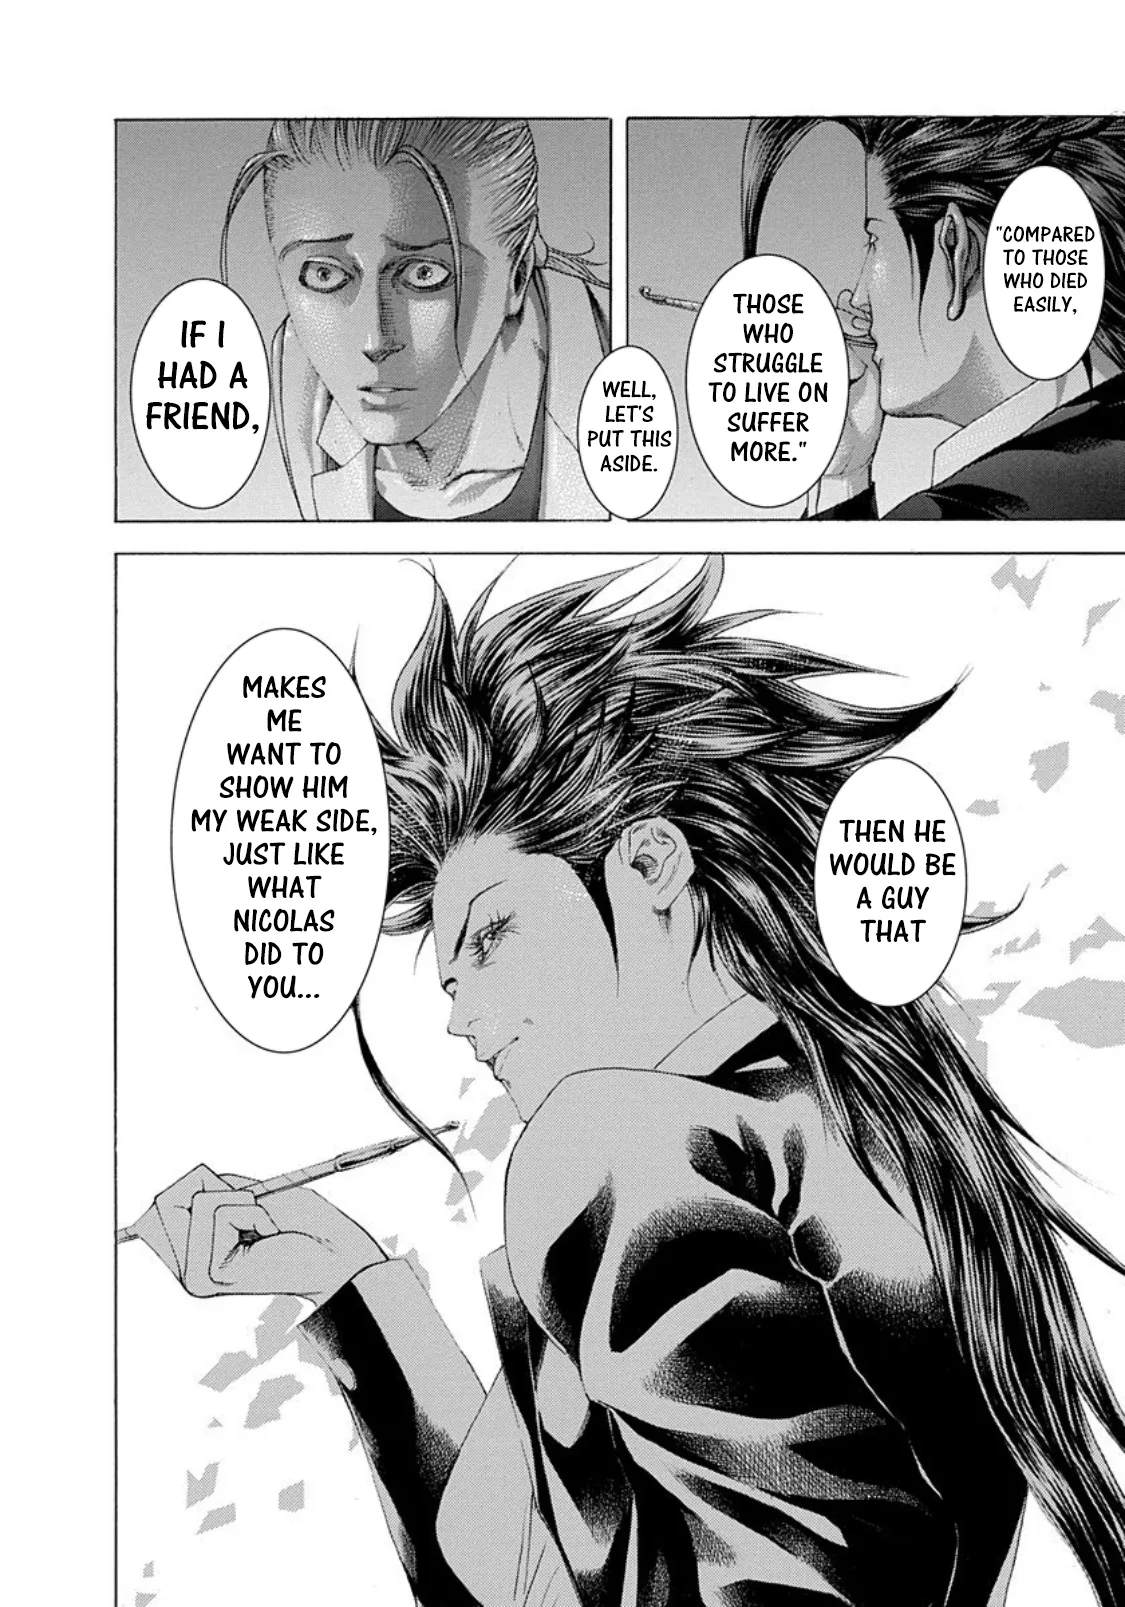 "COMPARED
TO THOSE
WHO DIED
EASILY,
THOSE
WHO
STRUGGLE
TO LIVE ON
SUFFER
MORE."
WELL,
LET'S
PUT THIS
ASIDE.
IF I
HAD A
FRIEND,
THEN HE
WOULD BE
A GUY
THAT
MAKES
ME
WANT TO
SHOW HIM
MY WEAK SIDE,
JUST LIKE
WHAT
NICOLAS
DID TO
YOU...